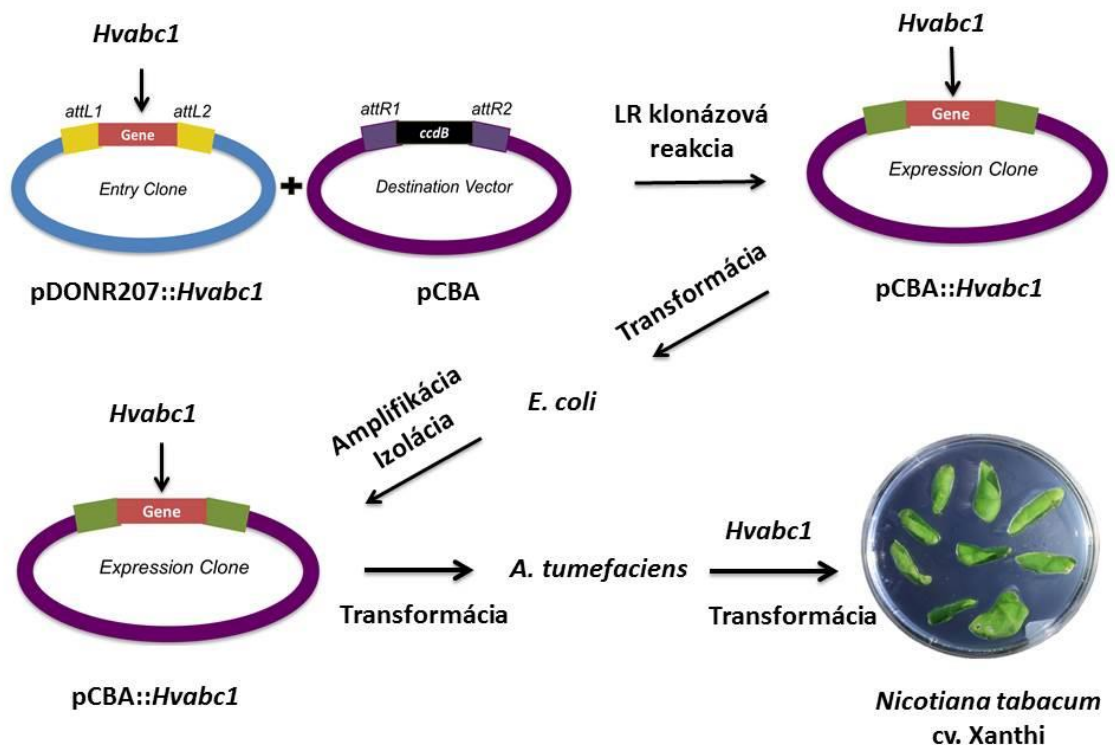 Hvabc1
attL1
attL2
Gene
Entry Clone
pDONR207::Hvabc1
+
attR1
attR2
ccdB
Destination Vector
pCBA
LR klonázová
reakcia
Hvabc1
Gene
Expression Clone
pCBA::Hvabc1
Transformácia
E. coli
Amplifikácia
Izolácia
Hvabc1
Gene
Expression Clone
pCBA::Hvabc1
Transformácia
A. tumefaciens
Hvabc1
Transformácia
Nicotiana tabacum
cv. Xanthi